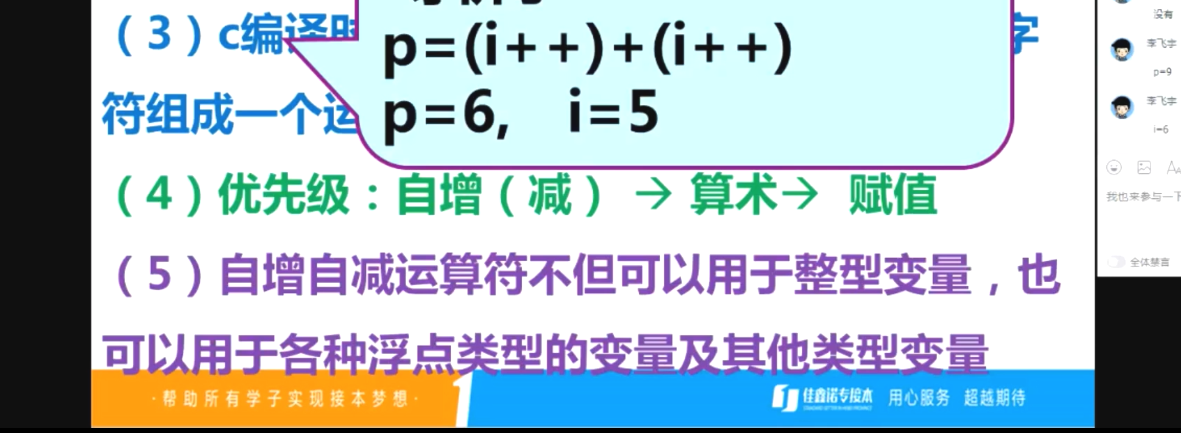 （3）c编译时
字
p=(i++)+(i++)
符组成一个运
p=6, i=5
（4）优先级：自增（减）→ 算术→ 赋值
（5）自增自减运算符不但可以用于整型变量，也
可以用于各种浮点类型的变量及其他类型变量
·帮助所有学子实现接本梦想·
佳鑫诺专接本
用心服务 超越期待
没有
李飞宇
p=9
李飞宇
i=6
我也来参与一下
全体禁言